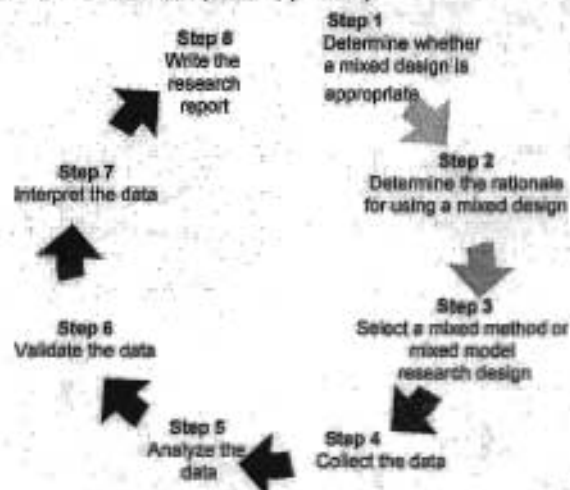 Step 1
Determine whether
a mixed design is
appropriate
Step 2
Determine the rationale
for using a mixed design
Step 3
Select a mixed method or
mixed model
research design
Step 4
Collect the data
Step 5
Analyze the
data
Step 6
Validate the data
Step 7
Interpret the data
Step 8
Write the
research
report